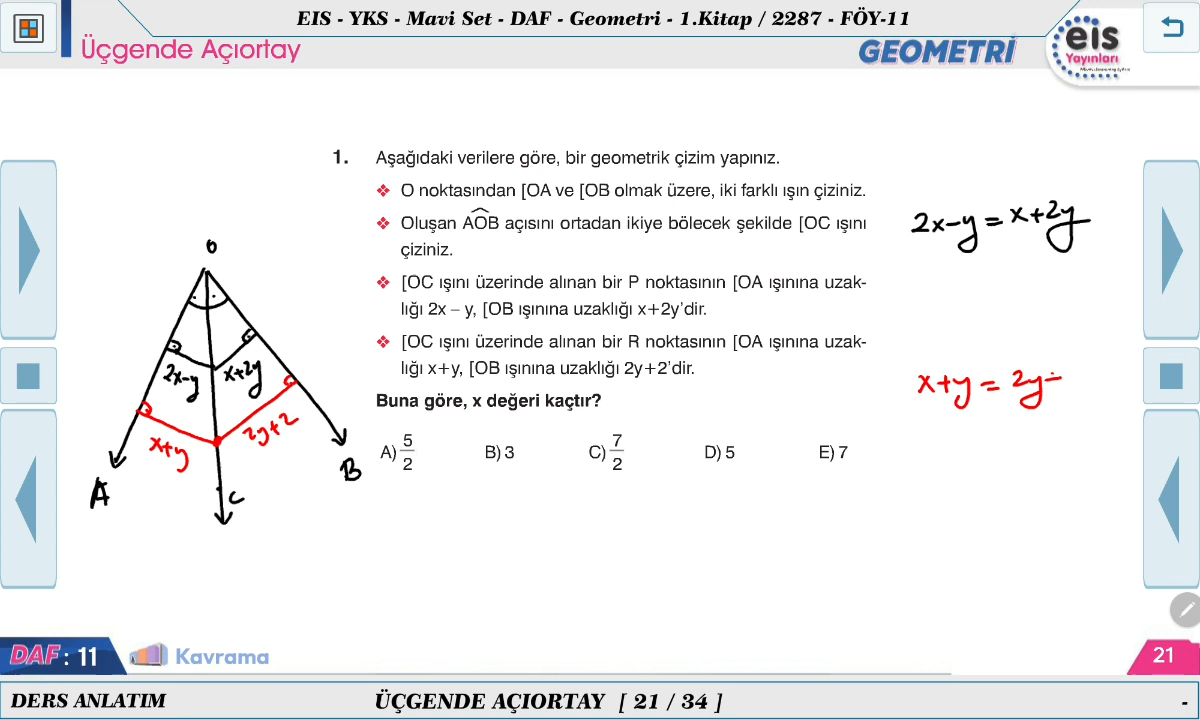 EIS - YKS - Mavi Set - DAF - Geometri - 1.Kitap / 2287 - FÖY-11
Üçgende Açıortay
GEOMETRİ
eis
Yayınları
1. Aşağıdaki verilere göre, bir geometrik çizim yapınız.
❖ O noktasından [OA ve [OB olmak üzere, iki farklı ışın çiziniz.
❖ Oluşan AOB açısını ortadan ikiye bölecek şekilde [OC ışını
çiziniz.
❖ [OC ışını üzerinde alınan bir P noktasının [OA ışınına uzak-
lığı 2x – y, [OB ışınına uzaklığı x+2y'dir.
❖ [OC ışını üzerinde alınan bir R noktasının [OA ışınına uzak-
lığı x+y, [OB ışınına uzaklığı 2y+2'dir.
Buna göre, x değeri kaçtır?
A) 5/2 B) 3 C) 7/2 D) 5 E) 7
O
2x-y x+2y
x+y 2y+2
A C B
2x-y = x+2y
x+y = 2y-
DAF : 11 Kavrama
21
DERS ANLATIM ÜÇGENDE AÇIORTAY [ 21 / 34 ] -